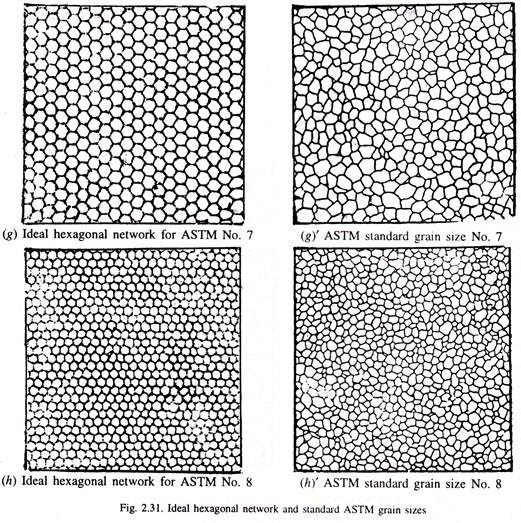 (g) Ideal hexagonal network for ASTM No. 7
(g)′ ASTM standard grain size No. 7
(h) Ideal hexagonal network for ASTM No. 8
(h)′ ASTM standard grain size No. 8
Fig. 2.31. Ideal hexagonal network and standard ASTM grain sizes